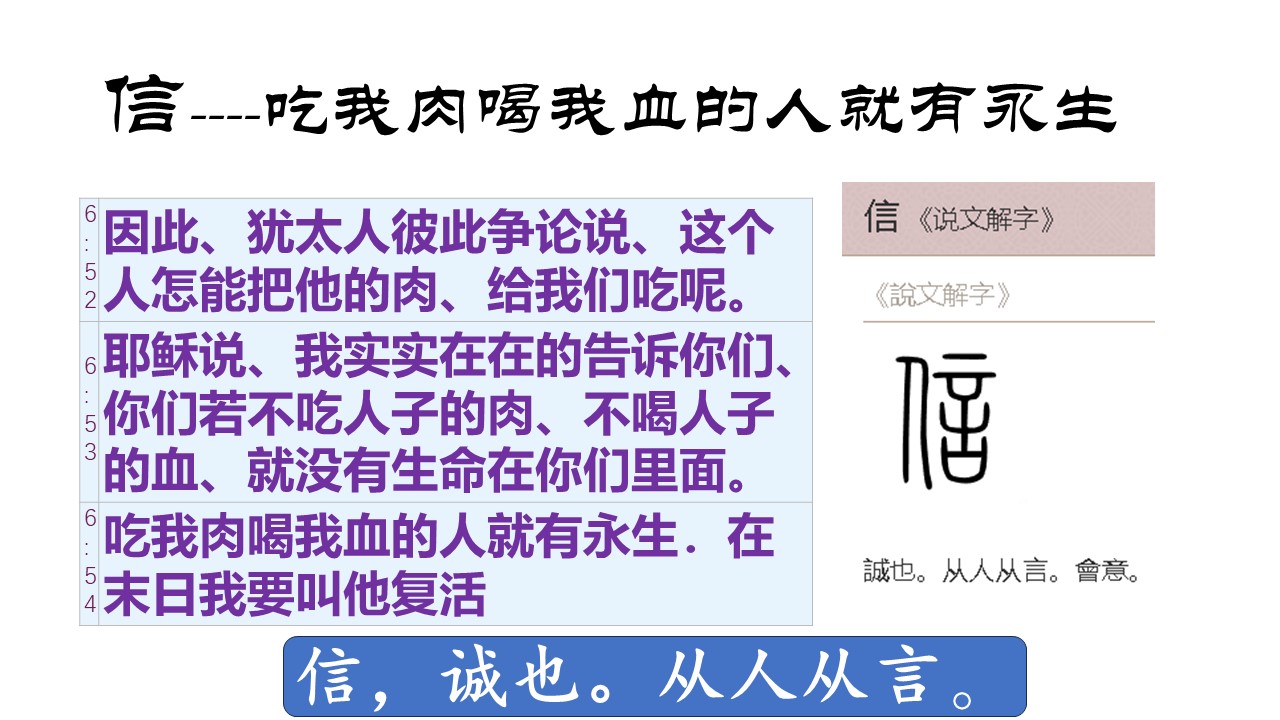 信----吃我肉喝我血的人就有永生
6:52
因此、犹太人彼此争论说、这个
人怎能把他的肉、给我们吃呢。
6:53
耶稣说、我实实在在的告诉你们、
你们若不吃人子的肉、不喝人子
的血、就没有生命在你们里面。
6:54
吃我肉喝我血的人就有永生．在
末日我要叫他复活
信《说文解字》
《説文解字》
信
誠也。从人从言。會意。
信，诚也。从人从言。